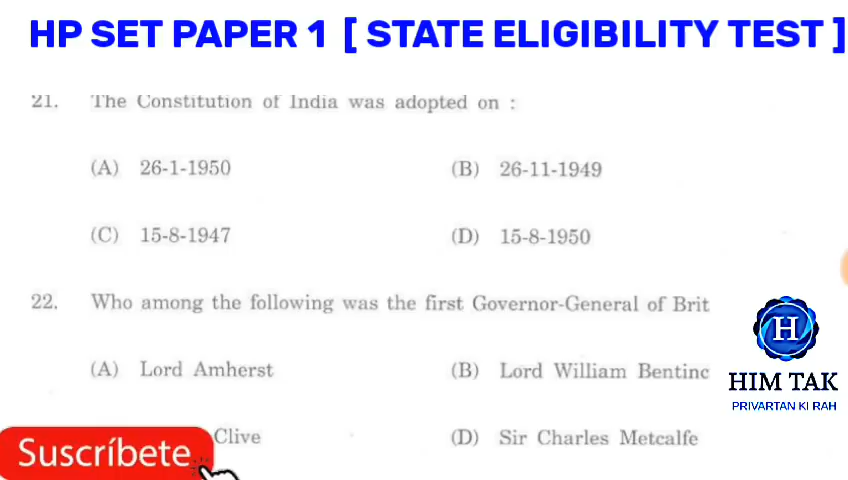 HP SET PAPER 1 [ STATE ELIGIBILITY TEST ]
21. The Constitution of India was adopted on :
(A) 26-1-1950 (B) 26-11-1949
(C) 15-8-1947 (D) 15-8-1950
22. Who among the following was the first Governor-General of Brit
(A) Lord Amherst (B) Lord William Bentinc
Clive (D) Sir Charles Metcalfe
H
HIM TAK
PRIVARTAN KI RAH
Suscríbete